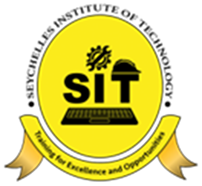 • SEYCHELLES INSTITUTE OF TECHNOLOGY •
SIT
Training for Excellence and Opportunities